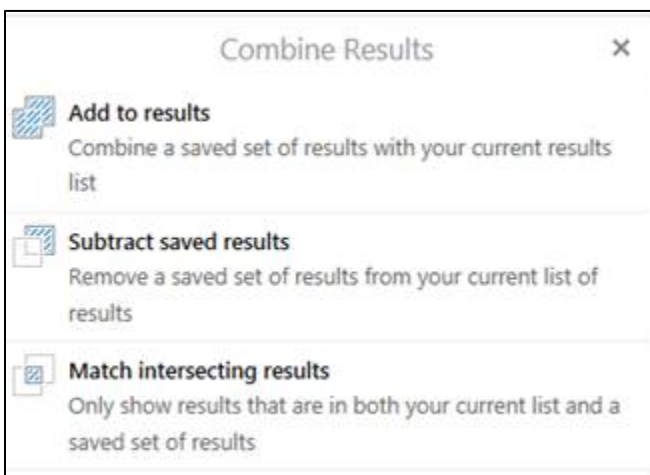 Combine Results ×
Add to results
Combine a saved set of results with your current results
list
Subtract saved results
Remove a saved set of results from your current list of
results
Match intersecting results
Only show results that are in both your current list and a
saved set of results